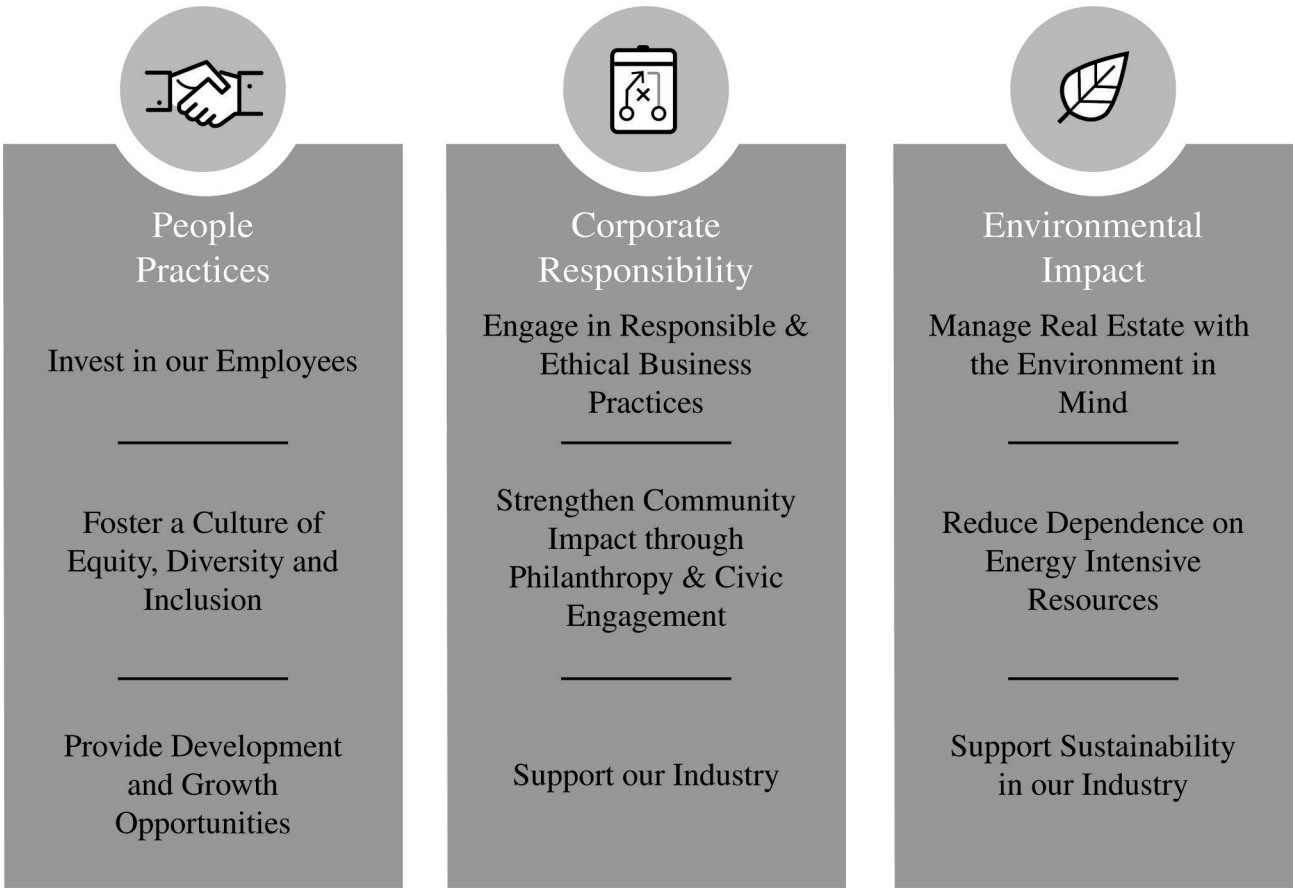 People
Practices
Invest in our Employees
Foster a Culture of
Equity, Diversity and
Inclusion
Provide Development
and Growth
Opportunities
Corporate
Responsibility
Engage in Responsible &
Ethical Business
Practices
Strengthen Community
Impact through
Philanthropy & Civic
Engagement
Support our Industry
Environmental
Impact
Manage Real Estate with
the Environment in
Mind
Reduce Dependence on
Energy Intensive
Resources
Support Sustainability
in our Industry